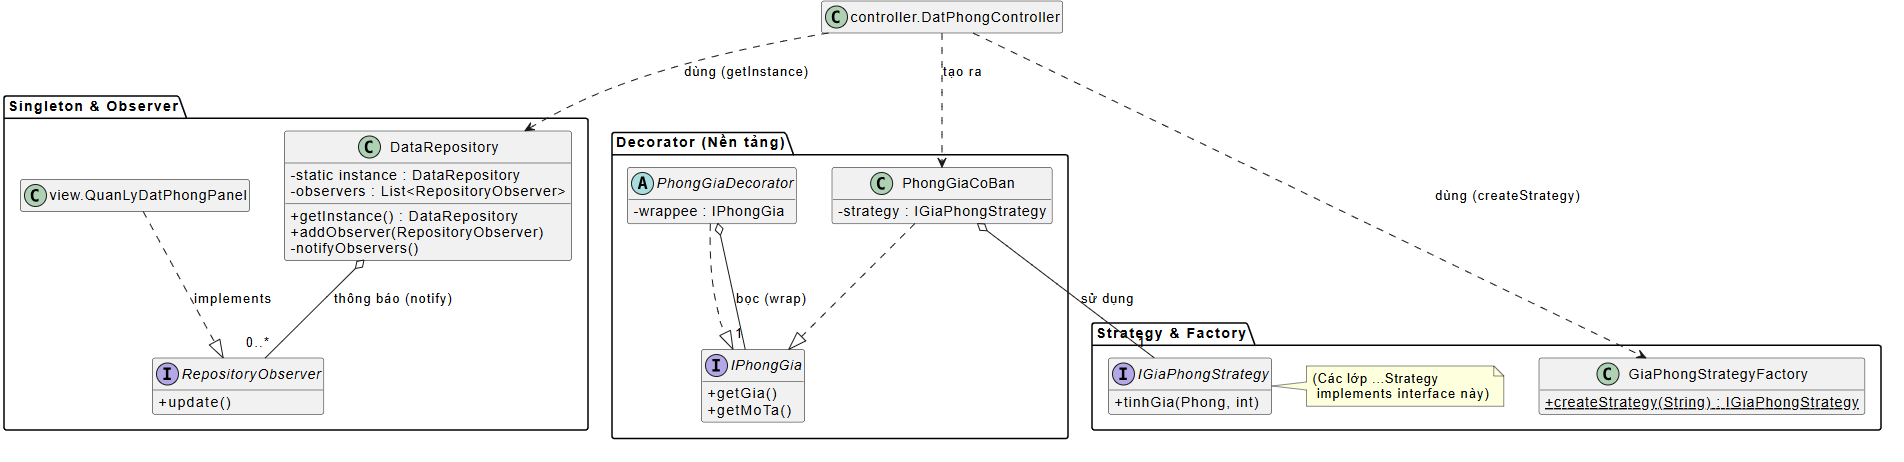 C controller.DatPhongController
dùng (getInstance)
tạo ra
dùng (createStrategy)
Singleton & Observer
C DataRepository
-static instance : DataRepository
-observers : List<RepositoryObserver>
+getInstance() : DataRepository
+addObserver(RepositoryObserver)
-notifyObservers()
C view.QuanLyDatPhongPanel
implements
thông báo (notify)
0..*
I RepositoryObserver
+update()
Decorator (Nền tảng)
A PhongGiaDecorator
-wrappee : IPhongGia
C PhongGiaCoBan
-strategy : IGiaPhongStrategy
bọc (wrap)
1
I IPhongGia
+getGia()
+getMoTa()
sử dụng
1
Strategy & Factory
I IGiaPhongStrategy
+tinhGia(Phong, int)
(Các lớp ...Strategy
implements interface này)
C GiaPhongStrategyFactory
+createStrategy(String) : IGiaPhongStrategy